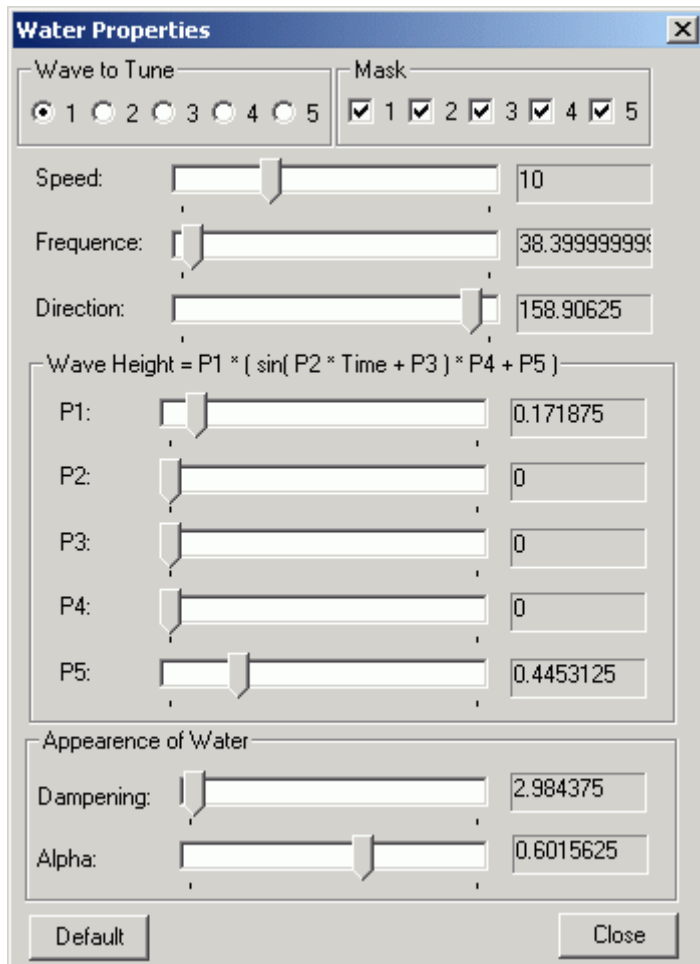 Water Properties
Wave to Tune
1 2 3 4 5
Mask
1 2 3 4 5
Speed: 10
Frequence: 38.399999999
Direction: 158.90625
Wave Height = P1 * ( sin( P2 * Time + P3 ) * P4 + P5 )
P1: 0.171875
P2: 0
P3: 0
P4: 0
P5: 0.4453125
Appearence of Water
Dampening: 2.984375
Alpha: 0.6015625
Default Close